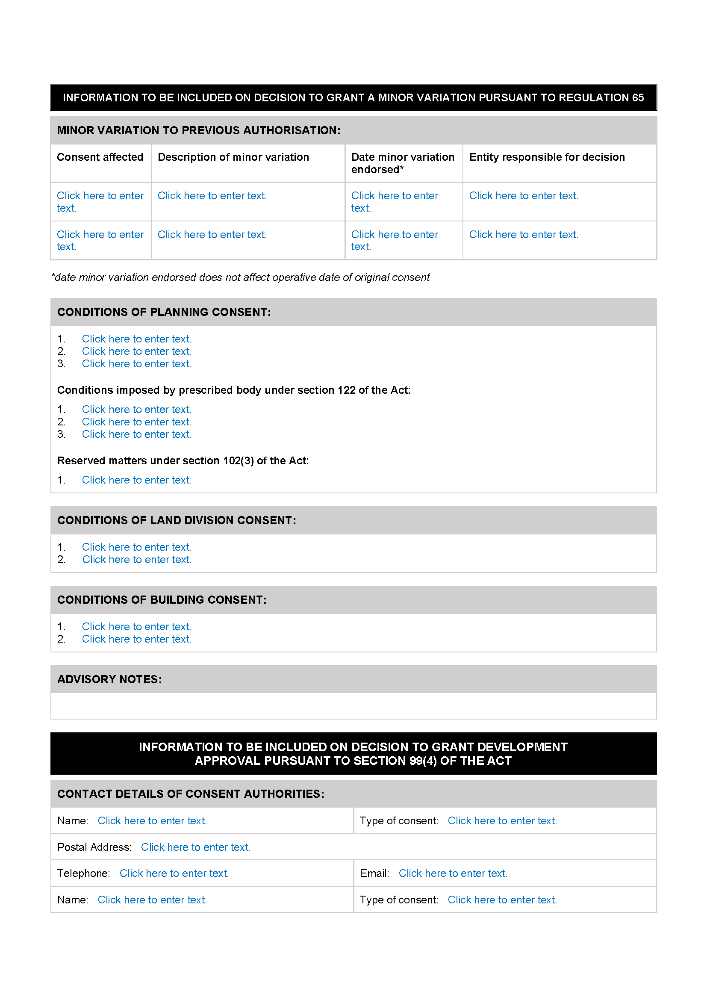 INFORMATION TO BE INCLUDED ON DECISION TO GRANT A MINOR VARIATION PURSUANT TO REGULATION 65
MINOR VARIATION TO PREVIOUS AUTHORISATION:
Consent affected Description of minor variation Date minor variation endorsed* Entity responsible for decision
Click here to enter text. Click here to enter text. Click here to enter text. Click here to enter text.
Click here to enter text. Click here to enter text. Click here to enter text. Click here to enter text.
*date minor variation endorsed does not affect operative date of original consent
CONDITIONS OF PLANNING CONSENT:
1. Click here to enter text.
2. Click here to enter text.
3. Click here to enter text.
Conditions imposed by prescribed body under section 122 of the Act:
1. Click here to enter text.
2. Click here to enter text.
3. Click here to enter text.
Reserved matters under section 102(3) of the Act:
1. Click here to enter text.
CONDITIONS OF LAND DIVISION CONSENT:
1. Click here to enter text.
2. Click here to enter text.
CONDITIONS OF BUILDING CONSENT:
1. Click here to enter text.
2. Click here to enter text.
ADVISORY NOTES:
INFORMATION TO BE INCLUDED ON DECISION TO GRANT DEVELOPMENT
APPROVAL PURSUANT TO SECTION 99(4) OF THE ACT
CONTACT DETAILS OF CONSENT AUTHORITIES:
Name: Click here to enter text. Type of consent: Click here to enter text.
Postal Address: Click here to enter text.
Telephone: Click here to enter text. Email: Click here to enter text.
Name: Click here to enter text. Type of consent: Click here to enter text.